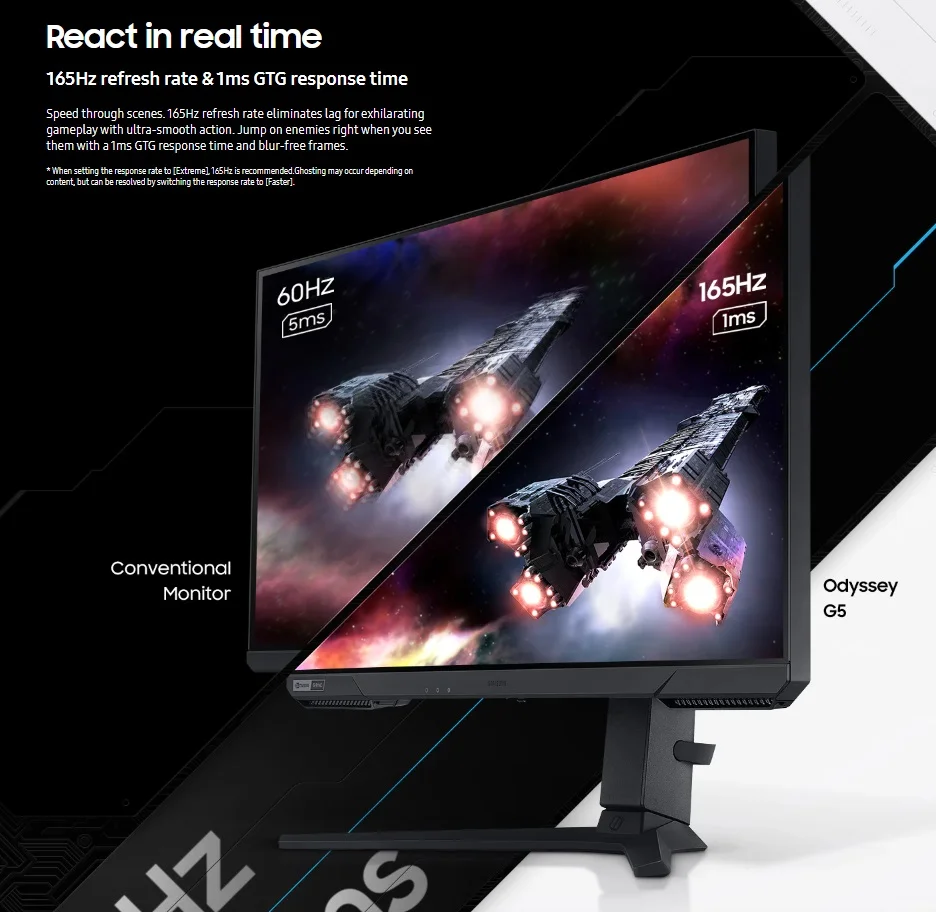 React in real time
165Hz refresh rate & 1ms GTG response time
Speed through scenes. 165Hz refresh rate eliminates lag for exhilarating
gameplay with ultra-smooth action. Jump on enemies right when you see
them with a 1ms GTG response time and blur-free frames.
* When setting the response rate to [Extreme], 165Hz is recommended.Ghosting may occur depending on
content, but can be resolved by switching the response rate to [Faster].
60Hz
5ms
165Hz
1ms
Conventional
Monitor
Odyssey
G5
Hz